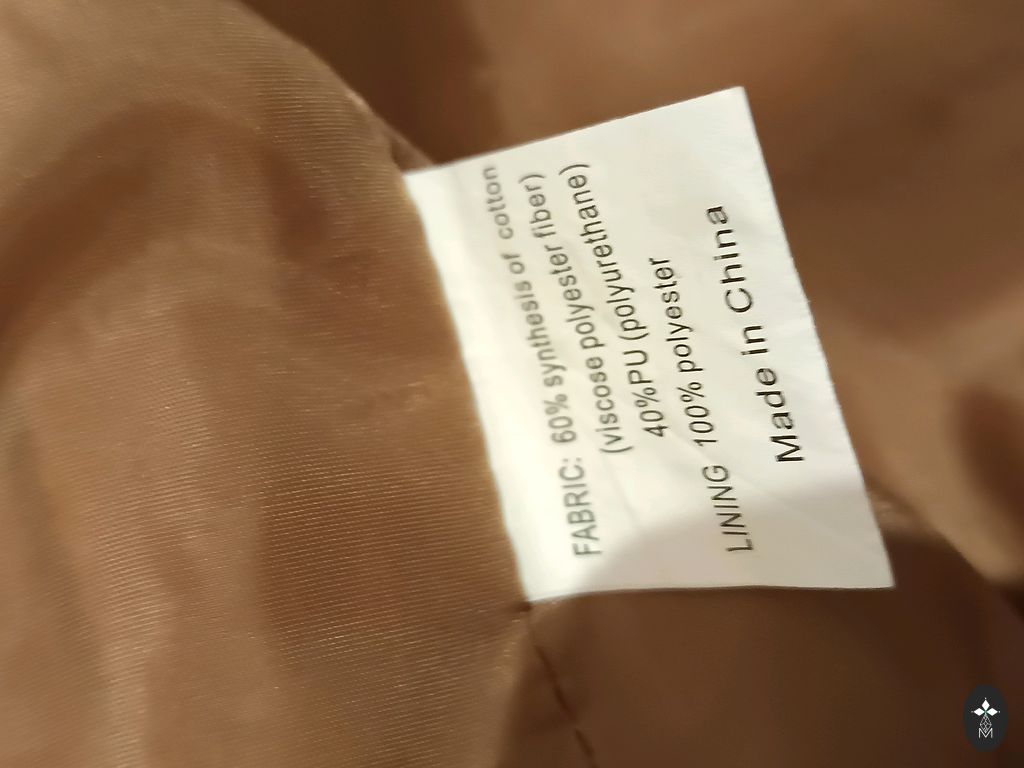 FABRIC: 60% synthesis of cotton
(viscose polyester fiber)
40%PU (polyurethane)
LINING 100% polyester
Made in China
M